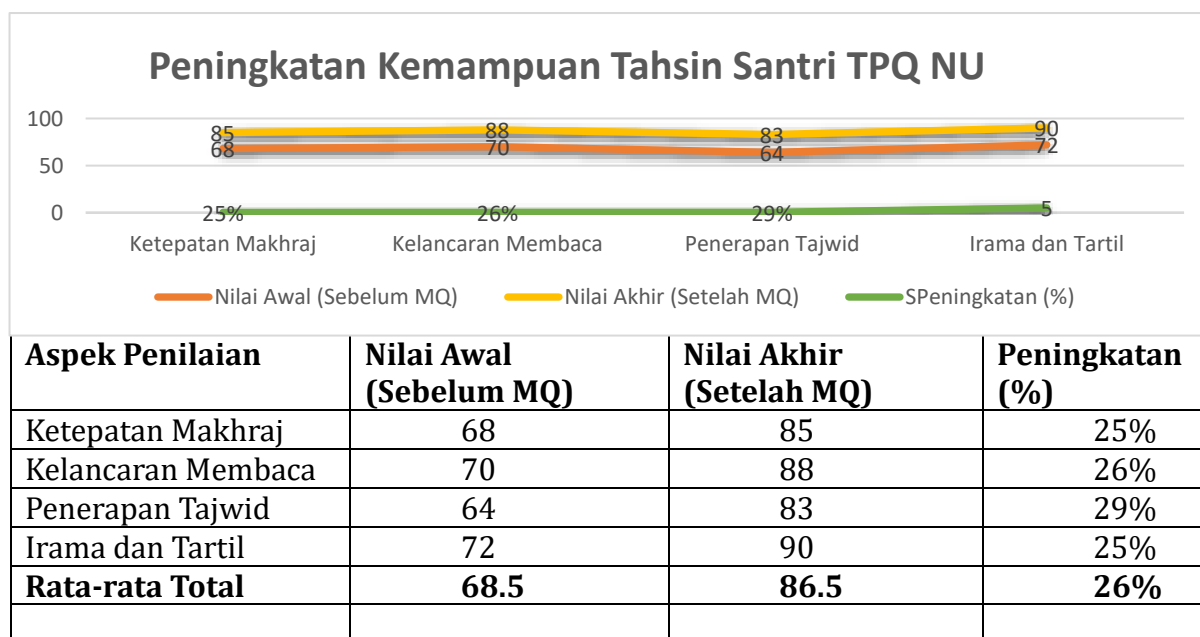 Peningkatan Kemampuan Tahsin Santri TPQ NU
100
50
0
85 88 83 90
68 70 64 72
25% 26% 29% 5
Ketepatan Makhraj Kelancaran Membaca Penerapan Tajwid Irama dan Tartil
Nilai Awal (Sebelum MQ) Nilai Akhir (Setelah MQ) SPeningkatan (%)
Aspek Penilaian Nilai Awal (Sebelum MQ) Nilai Akhir (Setelah MQ) Peningkatan (%)
Ketepatan Makhraj 68 85 25%
Kelancaran Membaca 70 88 26%
Penerapan Tajwid 64 83 29%
Irama dan Tartil 72 90 25%
Rata-rata Total 68.5 86.5 26%